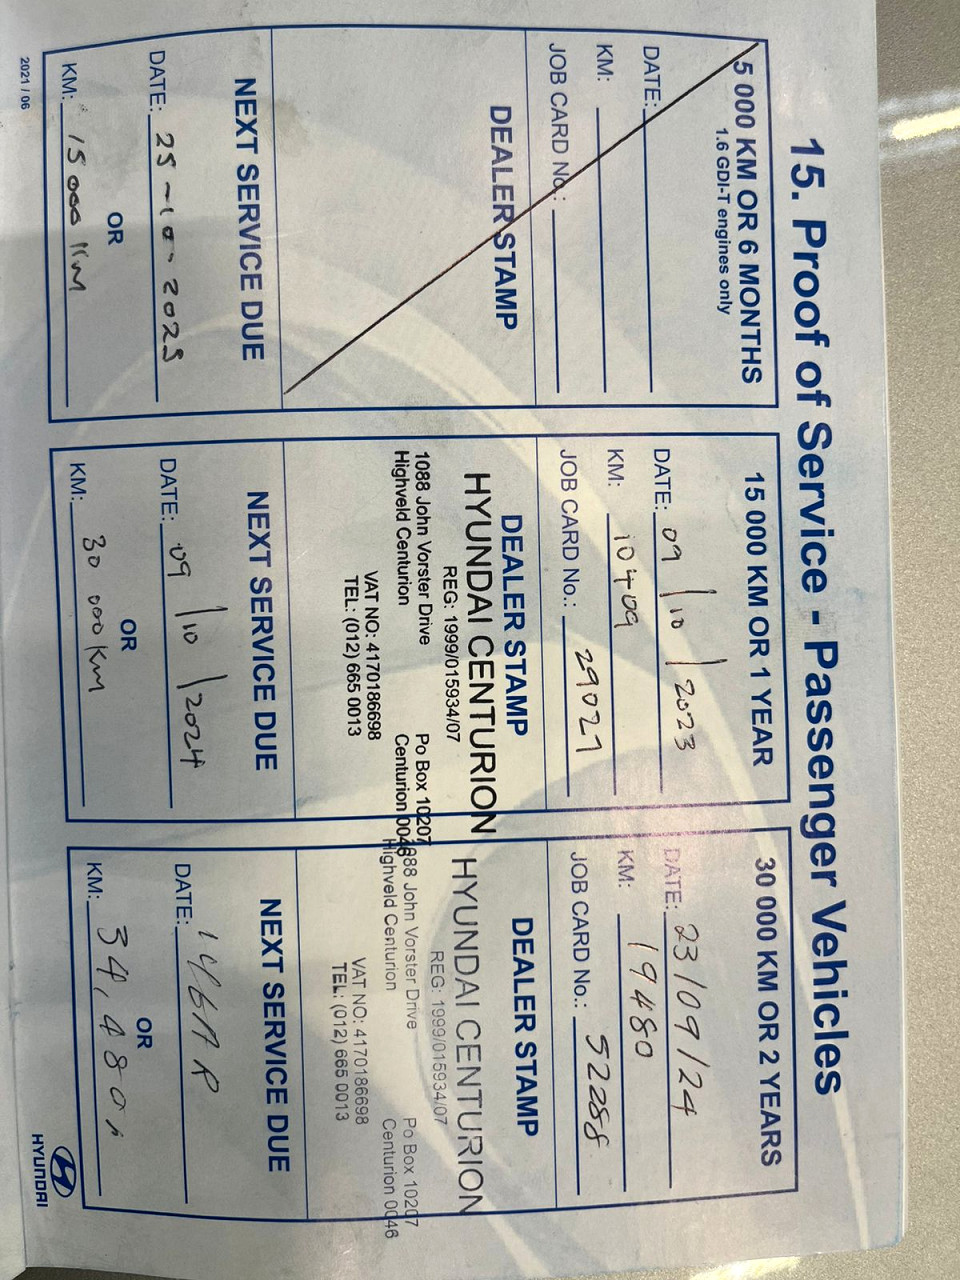 15. Proof of Service - Passenger Vehicles
5 000 KM OR 6 MONTHS
1.6 GDI-T engines only
DATE:
KM:
JOB CARD No.:
DEALER STAMP
NEXT SERVICE DUE
DATE: 25-10-2025
OR
KM: 15 000 KM
15 000 KM OR 1 YEAR
DATE: 09/10/2023
KM: 10409
JOB CARD No.: 29027
DEALER STAMP
HYUNDAI CENTURION
REG: 1999/015934/07
1088 John Vorster Drive Po Box 10207
Highveld Centurion Centurion 0046
VAT NO: 4170186698
TEL: (012) 665 0013
NEXT SERVICE DUE
DATE: 09/10/2024
OR
KM: 30 000 KM
30 000 KM OR 2 YEARS
DATE: 23/09/24
KM: 19480
JOB CARD No.: 52288
DEALER STAMP
HYUNDAI CENTURION
REG: 1999/015934/07
088 John Vorster Drive Po Box 10207
Highveld Centurion Centurion 0046
VAT NO: 4170186698
TEL: (012) 665 0013
NEXT SERVICE DUE
DATE:
OR
KM: 34,480
2021 / 06
HYUNDAI